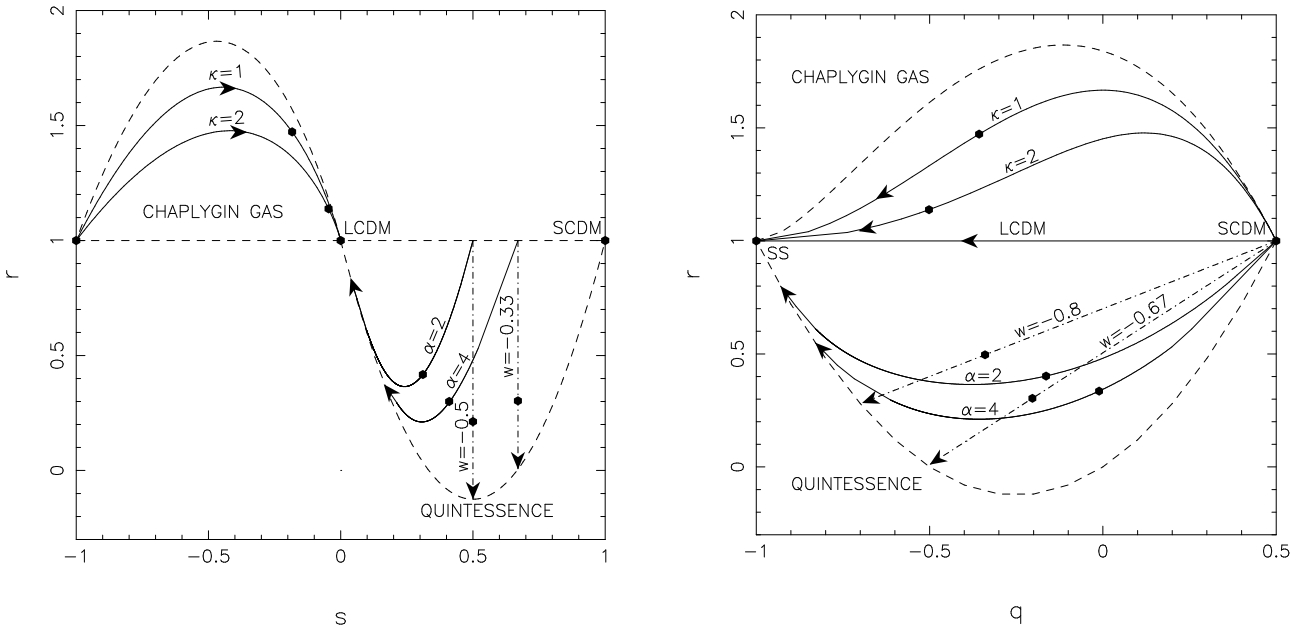 2
1.5
1
0.5
0
r
κ=1
κ=2
CHAPLYGIN GAS
LCDM
SCDM
α=2
α=4
w=−0.5
w=−0.33
QUINTESSENCE
−1
−0.5
0
0.5
1
s
2
1.5
1
0.5
0
r
CHAPLYGIN GAS
κ=1
κ=2
LCDM
SCDM
SS
w=−0.8
w=−0.67
α=2
α=4
QUINTESSENCE
−1
−0.5
0
0.5
q